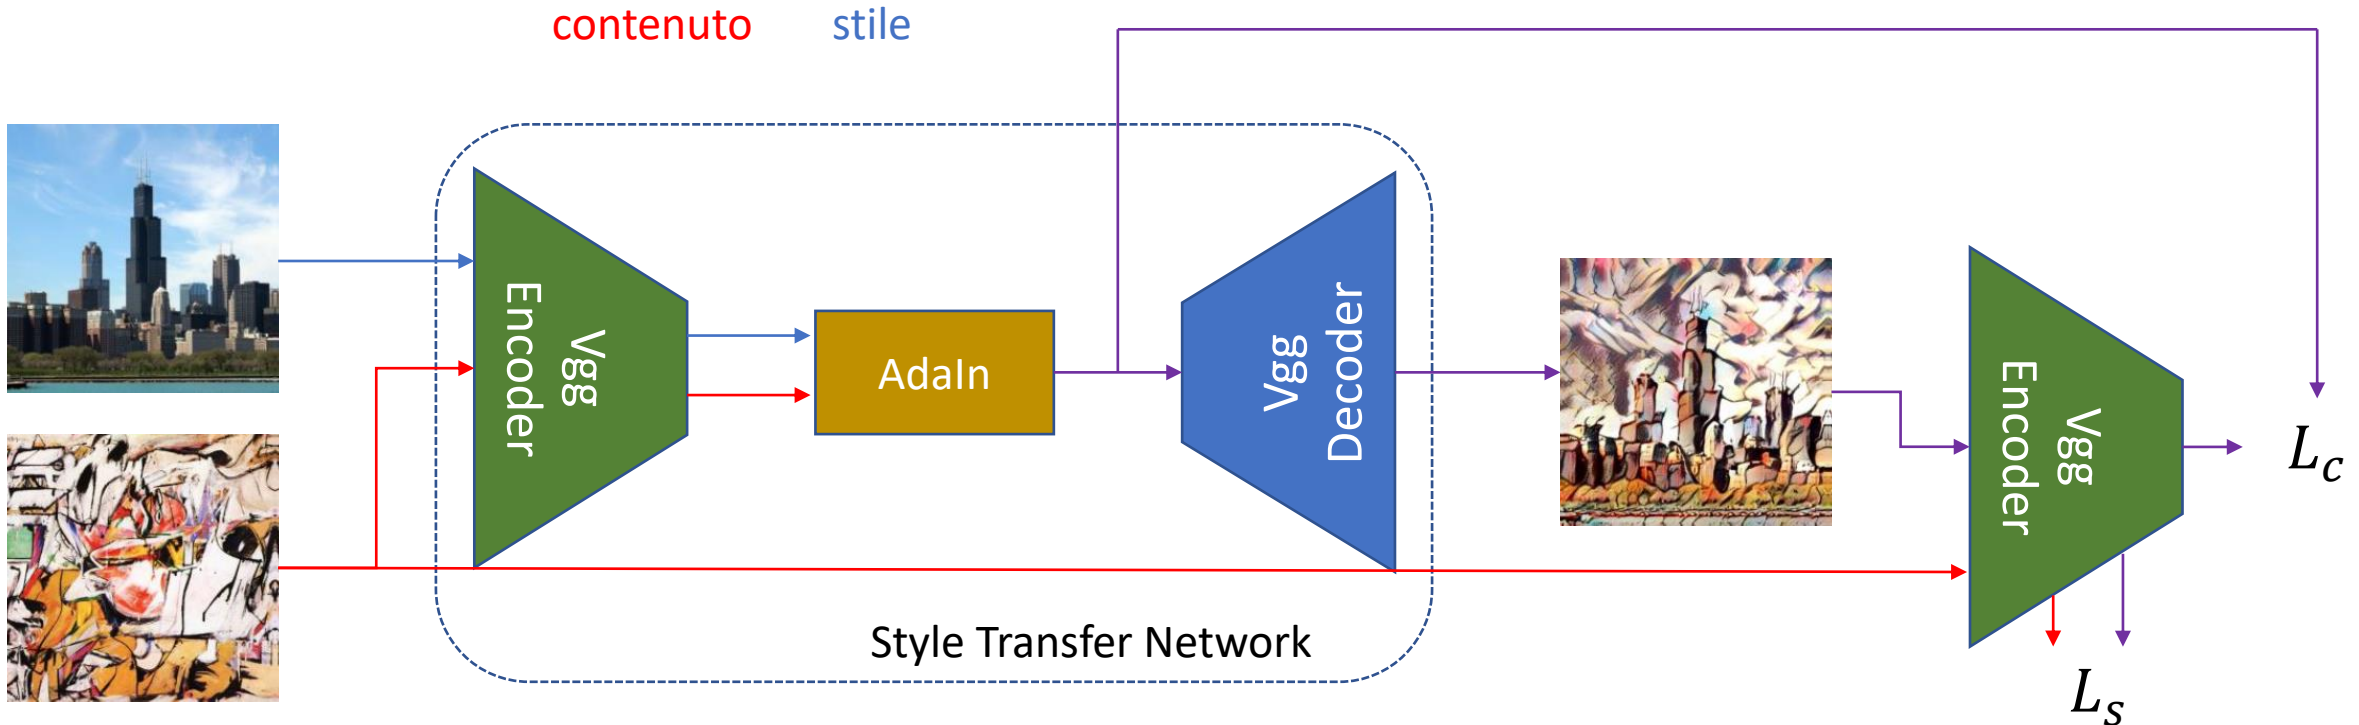 contenuto stile
Vgg
Encoder
AdaIn
Vgg
Decoder
Vgg
Encoder
L_c
Style Transfer Network
L_s